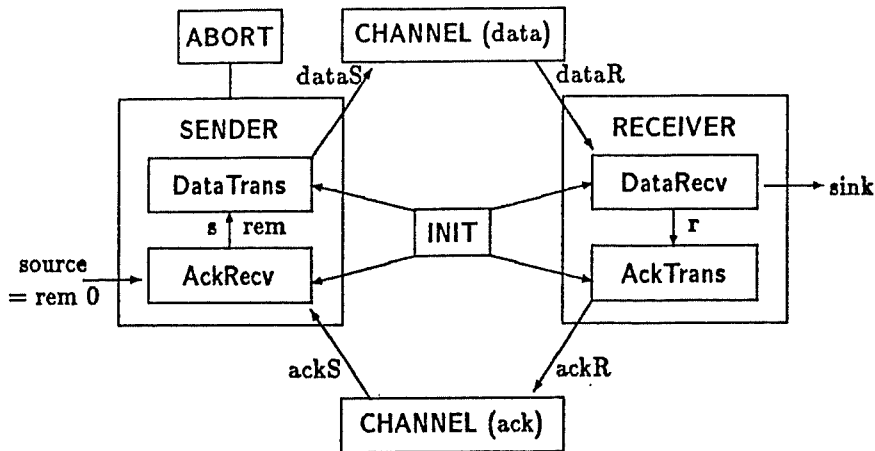 ABORT
CHANNEL (data)
dataS
dataR
SENDER
RECEIVER
DataTrans
DataRecv
sink
s rem
INIT
r
source
= rem 0
AckRecv
AckTrans
ackS
ackR
CHANNEL (ack)